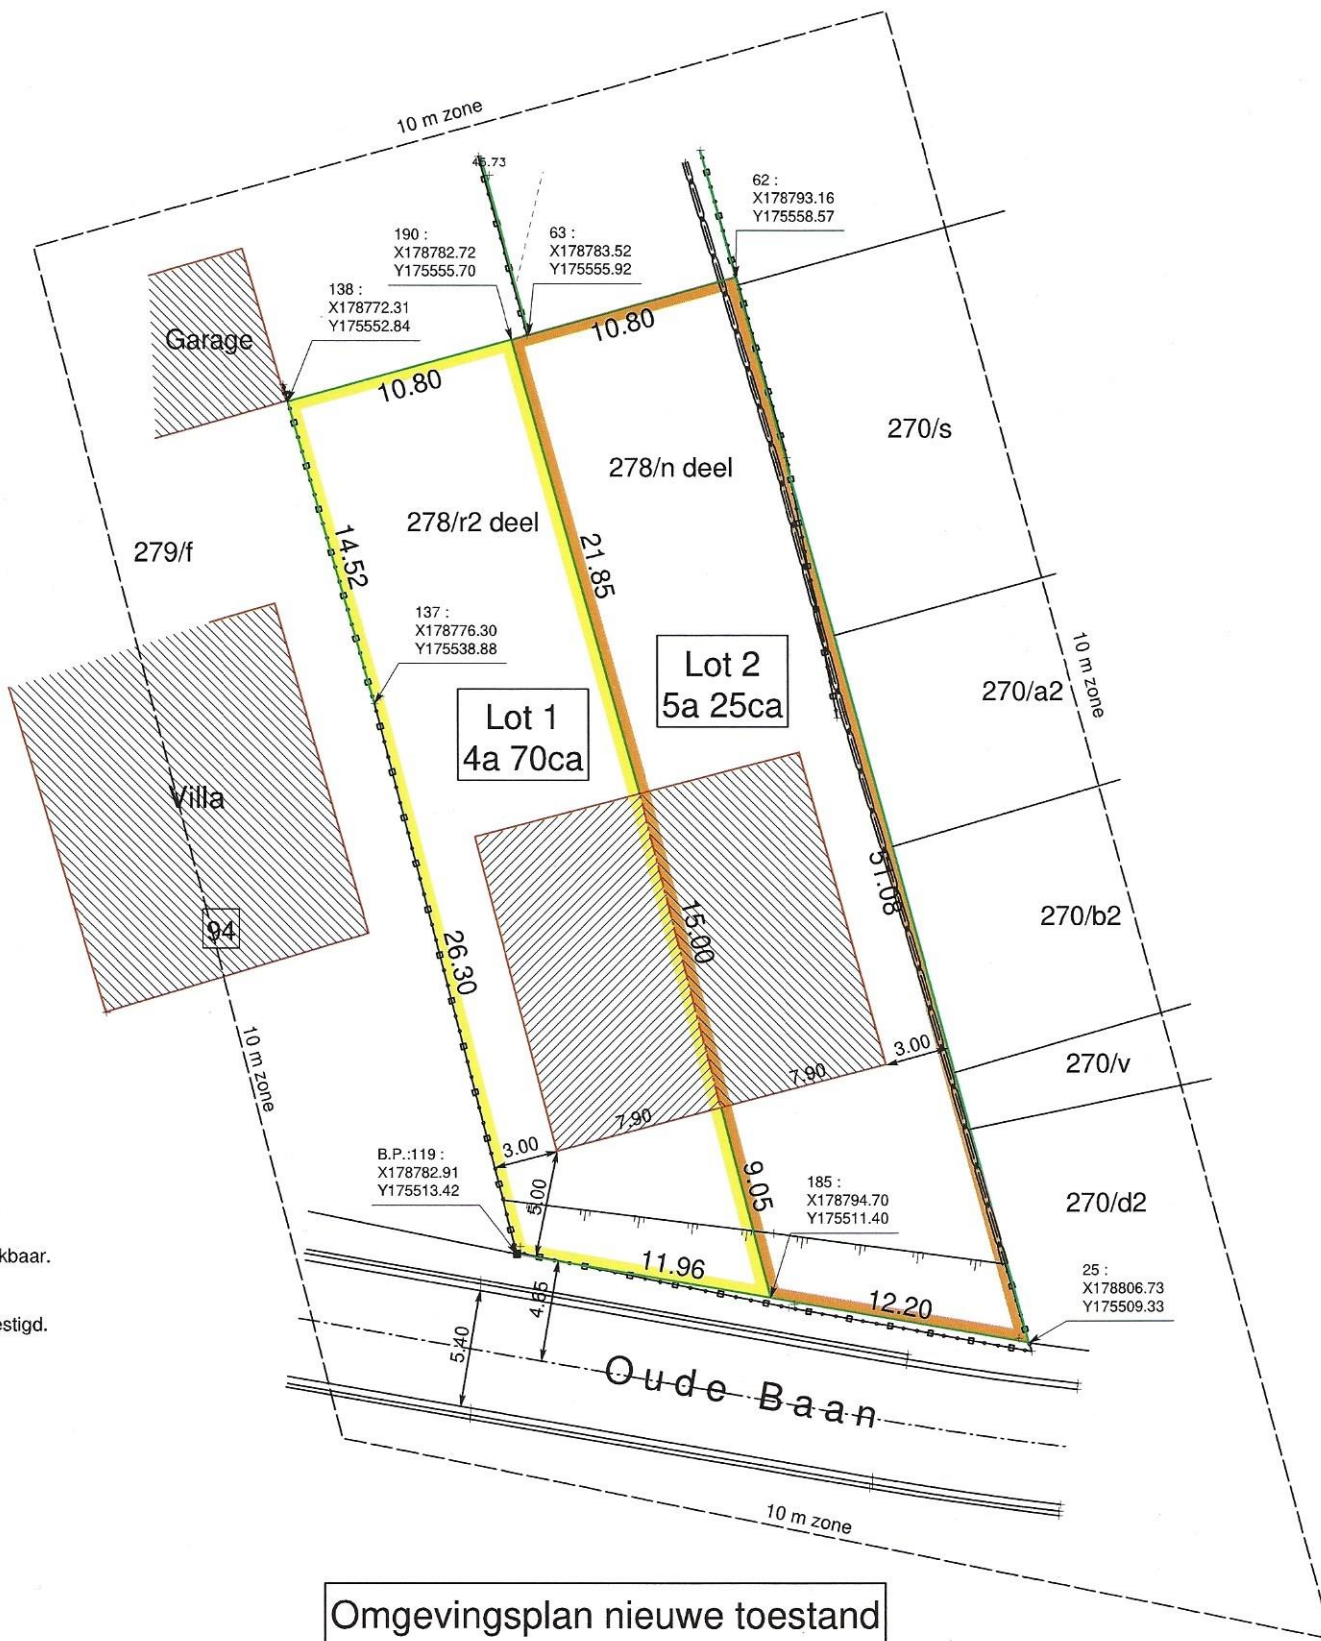 10 m zone
45.73
62 :
X178793.16
Y175558.57
190 :
X178782.72
Y175555.70
63 :
X178783.52
Y175555.92
138 :
X178772.31
Y175552.84
Garage
10.80
10.80
270/s
278/n deel
278/r2 deel
279/f
14.52
21.85
137 :
X178776.30
Y175538.88
Lot 2
5a 25ca
10 m zone
270/a2
Lot 1
4a 70ca
Villa
51.08
270/b2
94
15.00
26.30
10 m zone
3.00
270/v
7.90
7.90
3.00
B.P.:119 :
X178782.91
Y175513.42
5.00
9.05
185 :
X178794.70
Y175511.40
270/d2
kbaar.
11.96
25 :
X178806.73
Y175509.33
12.20
4.65
estigd.
5.40
Oude Baan
10 m zone
Omgevingsplan nieuwe toestand